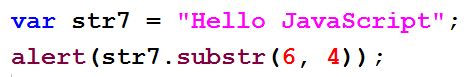 var str7 = "Hello JavaScript";
alert(str7.substr(6, 4));